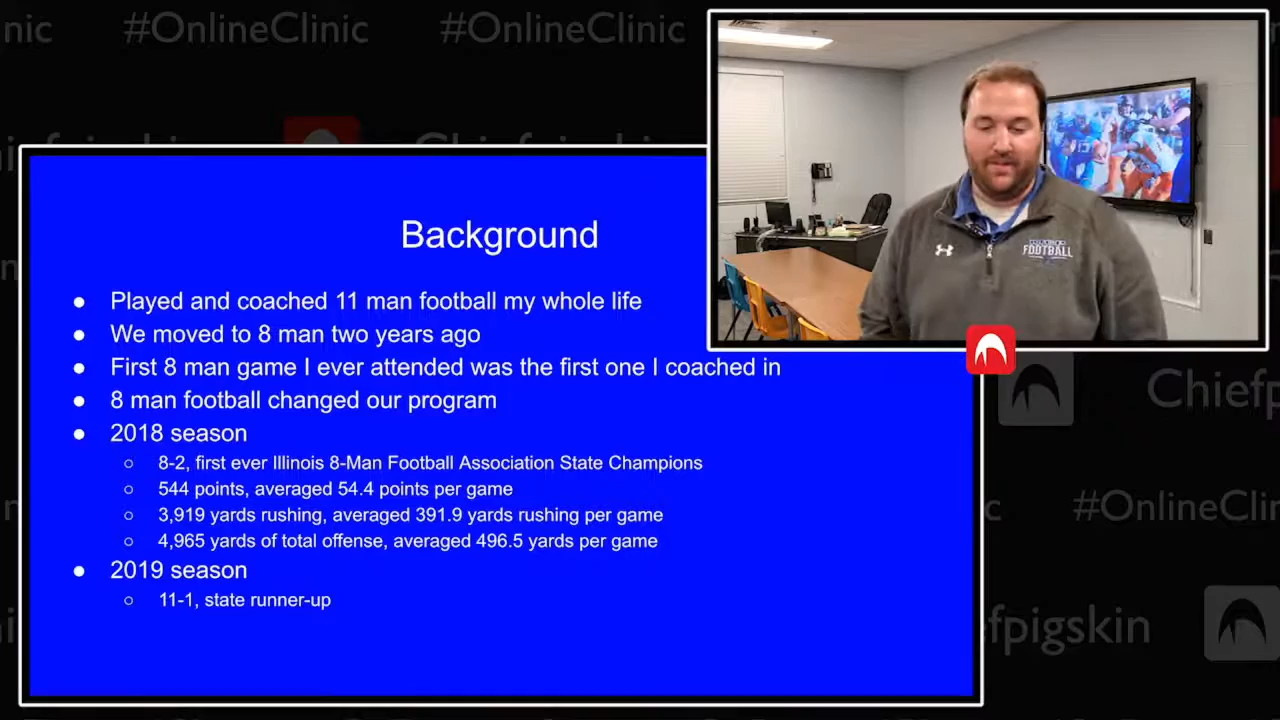 #OnlineClinic
#OnlineClinic
Background
● Played and coached 11 man football my whole life
● We moved to 8 man two years ago
● First 8 man game I ever attended was the first one I coached in
● 8 man football changed our program
● 2018 season
○ 8-2, first ever Illinois 8-Man Football Association State Champions
○ 544 points, averaged 54.4 points per game
○ 3,919 yards rushing, averaged 391.9 yards rushing per game
○ 4,965 yards of total offense, averaged 496.5 yards per game
● 2019 season
○ 11-1, state runner-up
FOOTBALL
Chiefp
#OnlineClin
efpigskin